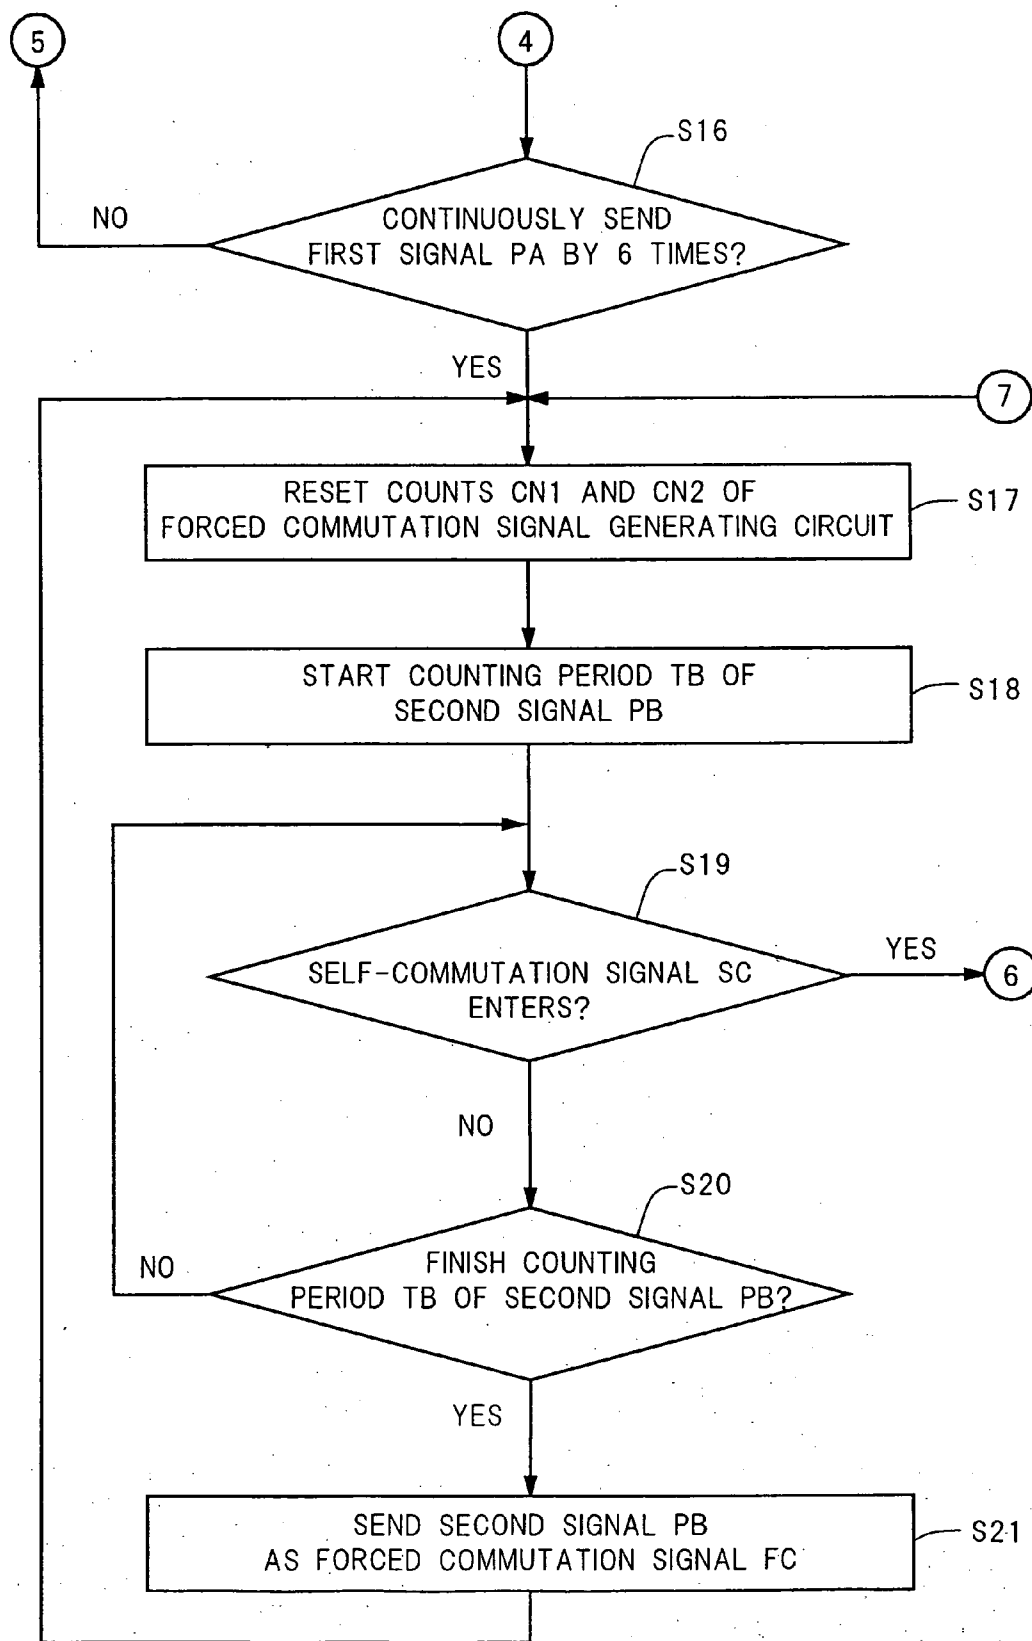 5
4
S16
NO
CONTINUOUSLY SEND
FIRST SIGNAL PA BY 6 TIMES?
YES
7
RESET COUNTS CN1 AND CN2 OF
FORCED COMMUTATION SIGNAL GENERATING CIRCUIT
S17
START COUNTING PERIOD TB OF
SECOND SIGNAL PB
S18
S19
SELF-COMMUTATION SIGNAL SC
ENTERS?
YES
6
NO
S20
NO
FINISH COUNTING
PERIOD TB OF SECOND SIGNAL PB?
YES
SEND SECOND SIGNAL PB
AS FORCED COMMUTATION SIGNAL FC
S21